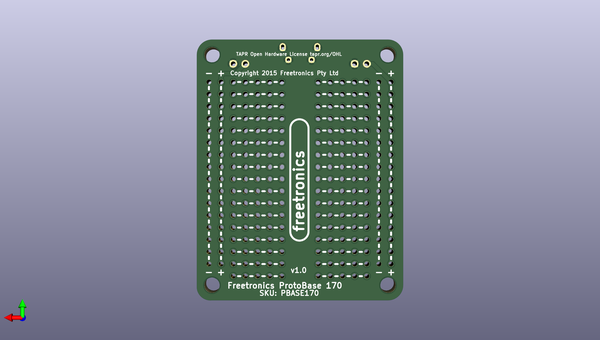 TAPR Open Hardware License tapr.org/OHL
Copyright 2015 Freetronics Pty Ltd
− + − +
freetronics
v1.0
− + − +
Freetronics ProtoBase 170
SKU: PBASE170